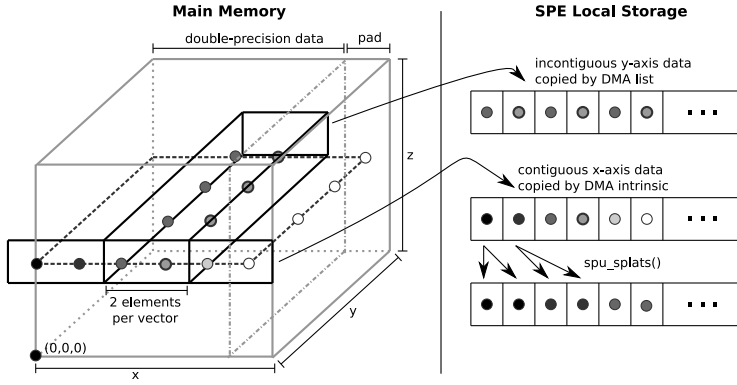 Main Memory
SPE Local Storage
double-precision data
pad
incontiguous y-axis data
copied by DMA list
z
contiguous x-axis data
copied by DMA intrinsic
spu_splats()
2 elements
per vector
y
(0,0,0)
x